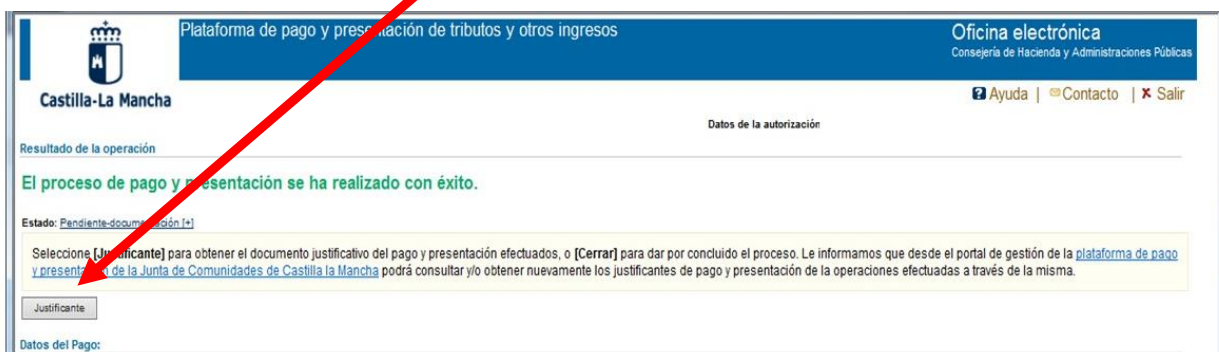 Plataforma de pago y presentación de tributos y otros ingresos
Oficina electrónica
Consejería de Hacienda y Administraciones Públicas
Castilla-La Mancha
Ayuda | Contacto | Salir
Datos de la autorización
Resultado de la operación
El proceso de pago y presentación se ha realizado con éxito.
Estado: Pendiente-documentación [+]
Seleccione [Justificante] para obtener el documento justificativo del pago y presentación efectuados, o [Cerrar] para dar por concluido el proceso. Le informamos que desde el portal de gestión de la plataforma de pago
y presentación de la Junta de Comunidades de Castilla la Mancha podrá consultar y/o obtener nuevamente los justificantes de pago y presentación de la operaciones efectuadas a través de la misma.
Justificante
Datos del Pago: